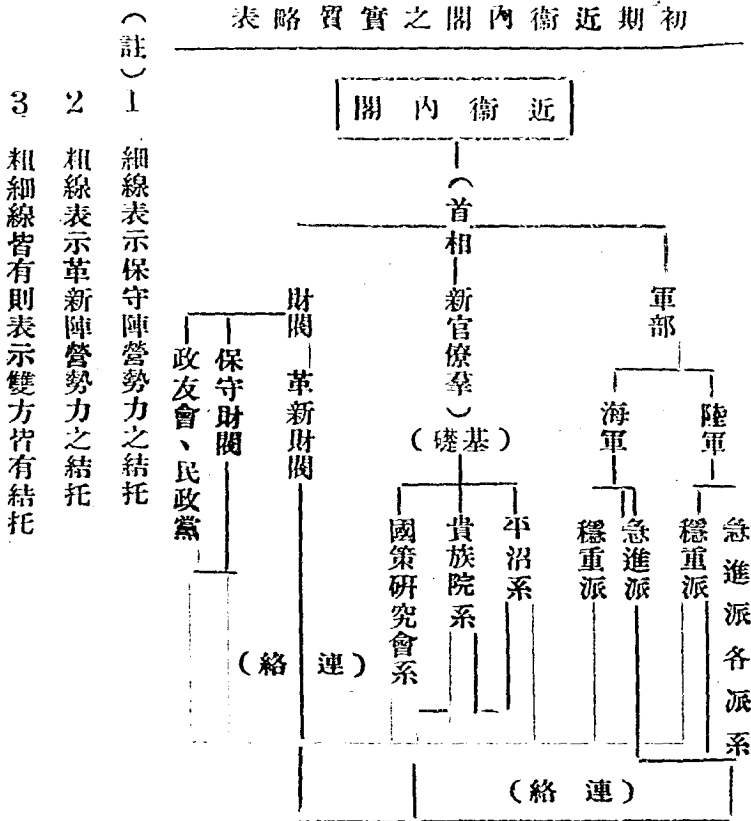 初期近衞內閣之實質略表
近衞內閣
（首相
新官僚羣）
（基礎）
軍部
陸軍
急進派各派系
穩重派
海軍
急進派
穩重派
平沼系
貴族院系
國策研究會系
財閥
革新財閥
保守財閥
政友會、民政黨
（連絡）
（連絡）
（註）1 細線表示保守陣營勢力之結托
2 粗線表示革新陣營勢力之結托
3 粗細線皆有則表示雙方皆有結托